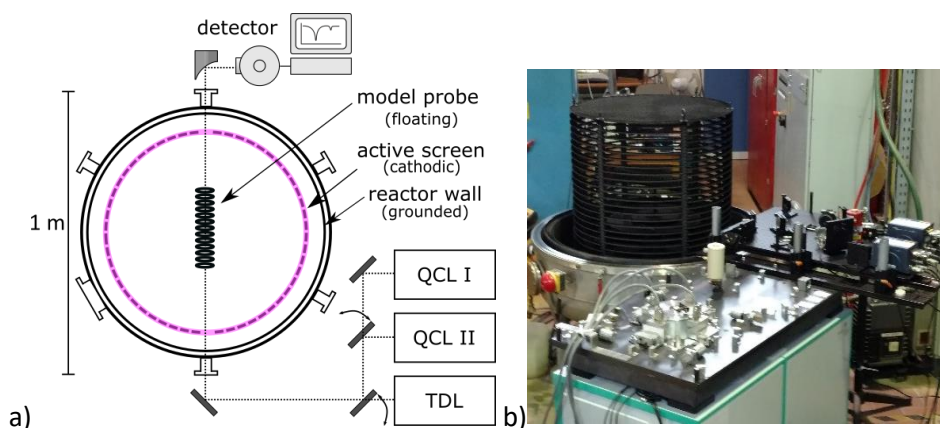 detector
model probe
(floating)
active screen
(cathodic)
reactor wall
(grounded)
1 m
QCL I
QCL II
TDL
a)
b)